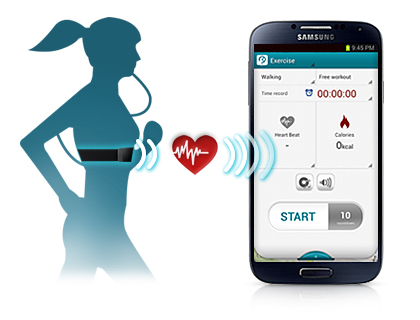 SAMSUNG
9:45 PM
Exercise
Walking
Free workout
Time record
00:00:00
Heart Beat
Calories
-
0kcal
START
10
countdown